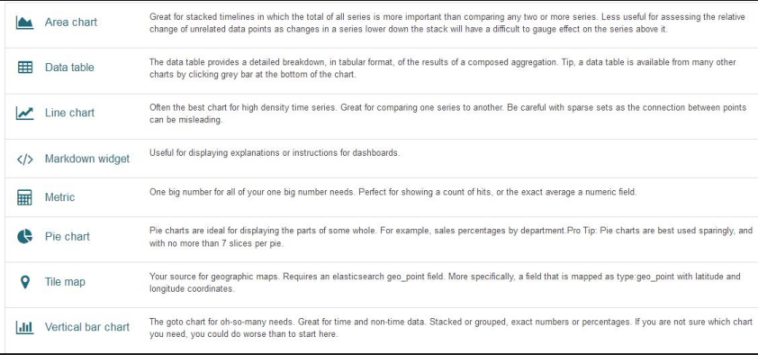 Area chart
Great for stacked timelines in which the total of all series is more important than comparing any two or more series. Less useful for assessing the relative
change of unrelated data points as changes in a series lower down the stack will have a difficult to gauge effect on the series above it.
Data table
The data table provides a detailed breakdown, in tabular format, of the results of a composed aggregation. Tip, a data table is available from many other
charts by clicking grey bar at the bottom of the chart.
Line chart
Often the best chart for high density time series. Great for comparing one series to another. Be careful with sparse sets as the connection between points
can be misleading.
Markdown widget
Useful for displaying explanations or instructions for dashboards.
Metric
One big number for all of your one big number needs. Perfect for showing a count of hits, or the exact average a numeric field.
Pie chart
Pie charts are ideal for displaying the parts of some whole. For example, sales percentages by department.Pro Tip: Pie charts are best used sparingly, and
with no more than 7 slices per pie.
Tile map
Your source for geographic maps. Requires an elasticsearch geo_point field. More specifically, a field that is mapped as type:geo_point with latitude and
longitude coordinates.
Vertical bar chart
The goto chart for oh-so-many needs. Great for time and non-time data. Stacked or grouped, exact numbers or percentages. If you are not sure which chart
you need, you could do worse than to start here.